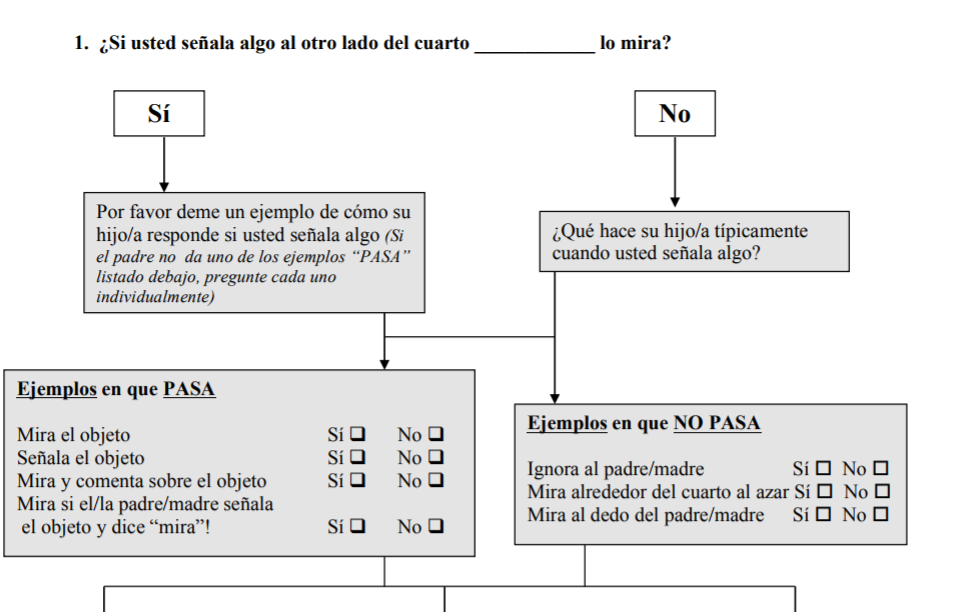 1. ¿Si usted señala algo al otro lado del cuarto ____________ lo mira?
Sí
No
Por favor deme un ejemplo de cómo su
hijo/a responde si usted señala algo (Si
el padre no da uno de los ejemplos “PASA”
listado debajo, pregunte cada uno
individualmente)
¿Qué hace su hijo/a típicamente
cuando usted señala algo?
Ejemplos en que PASA
Mira el objeto Sí ❑ No ❑
Señala el objeto Sí ❑ No ❑
Mira y comenta sobre el objeto Sí ❑ No ❑
Mira si el/la padre/madre señala
el objeto y dice “mira”! Sí ❑ No ❑
Ejemplos en que NO PASA
Ignora al padre/madre Sí □ No □
Mira alrededor del cuarto al azar Sí □ No □
Mira al dedo del padre/madre Sí □ No □